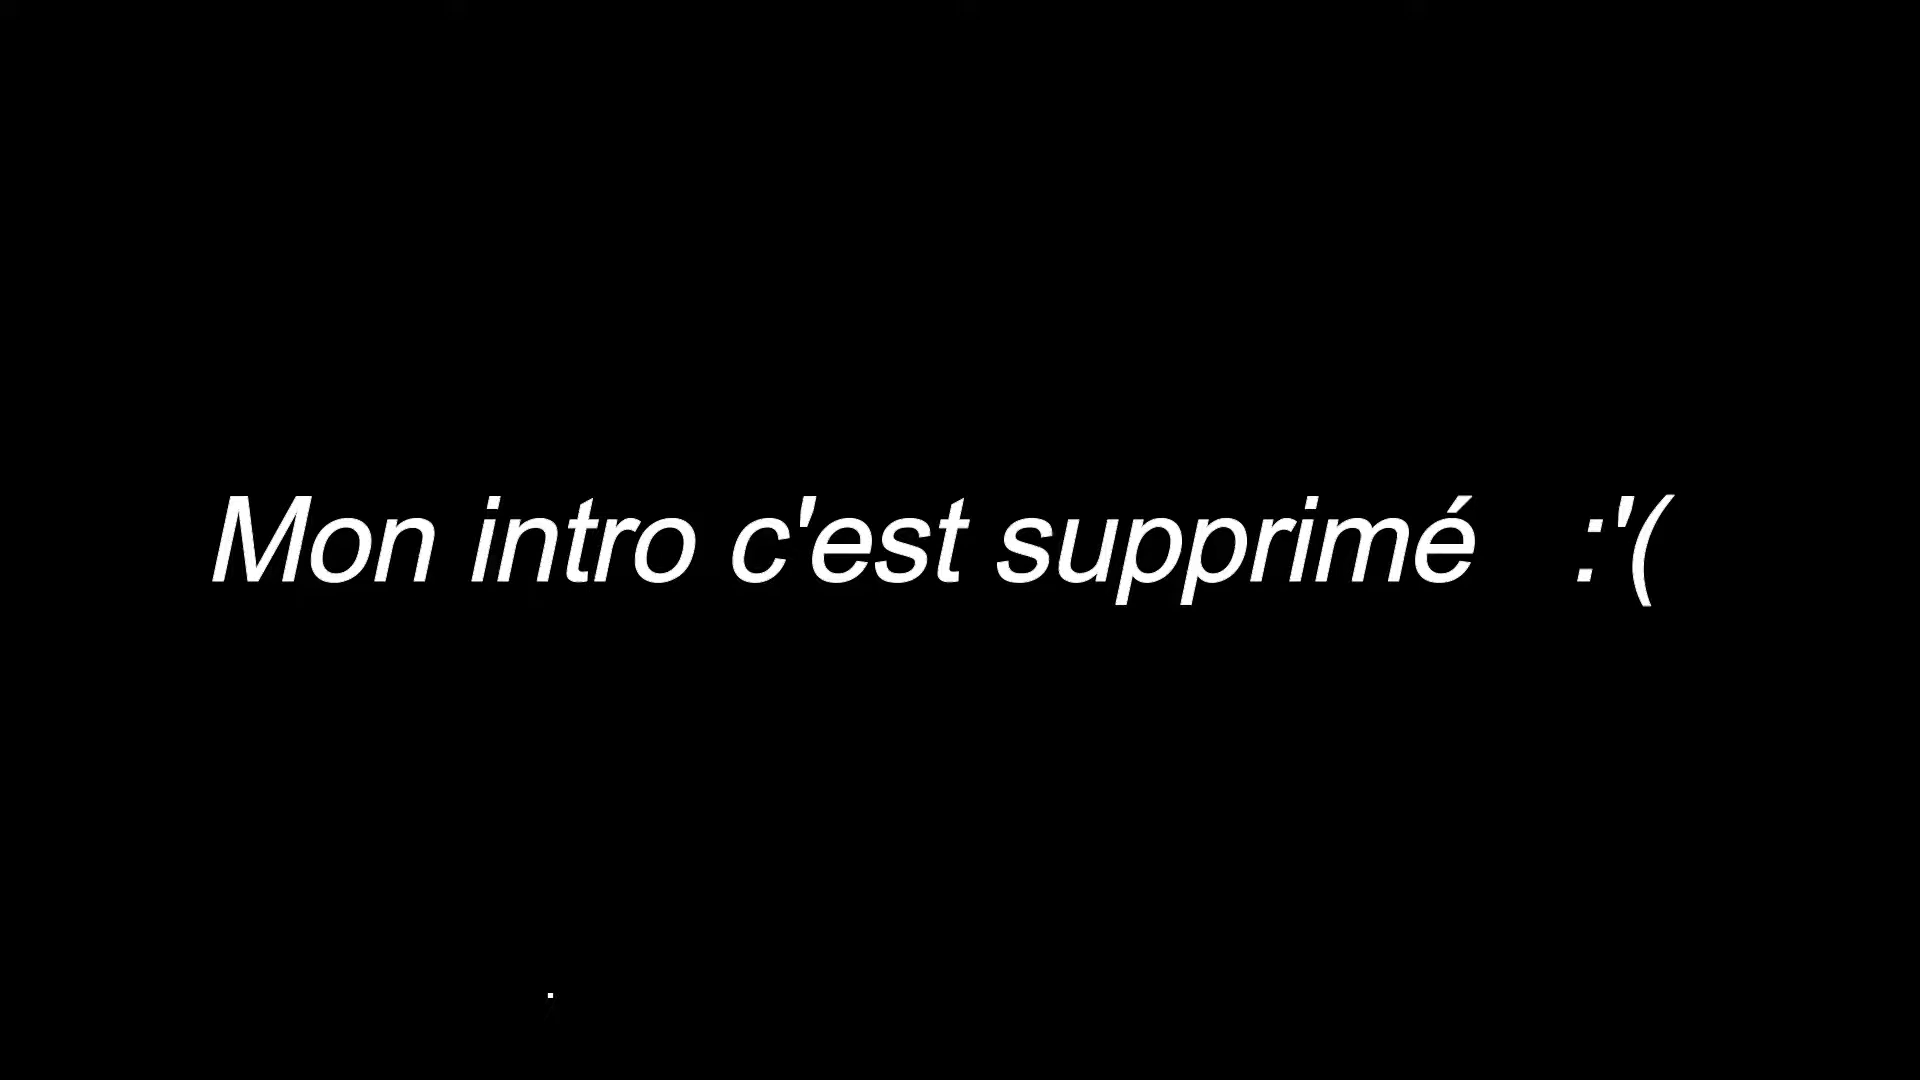 Mon intro c'est supprimé :'(
.